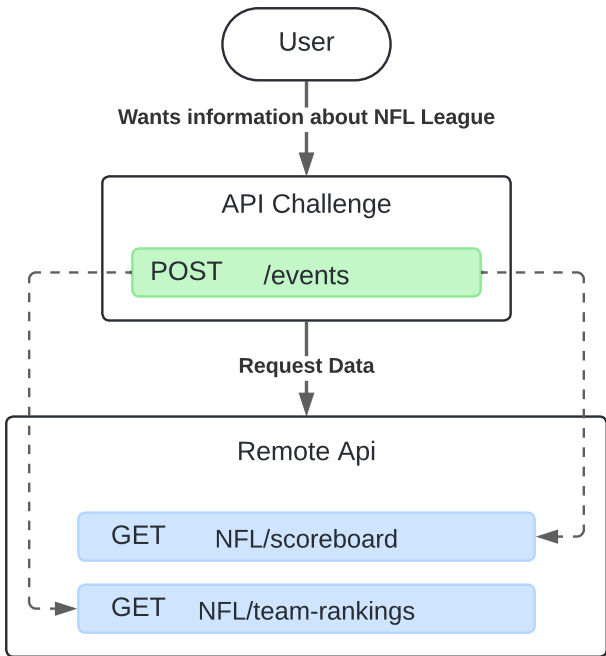 User
Wants information about NFL League
API Challenge
POST /events
Request Data
Remote Api
GET NFL/scoreboard
GET NFL/team-rankings